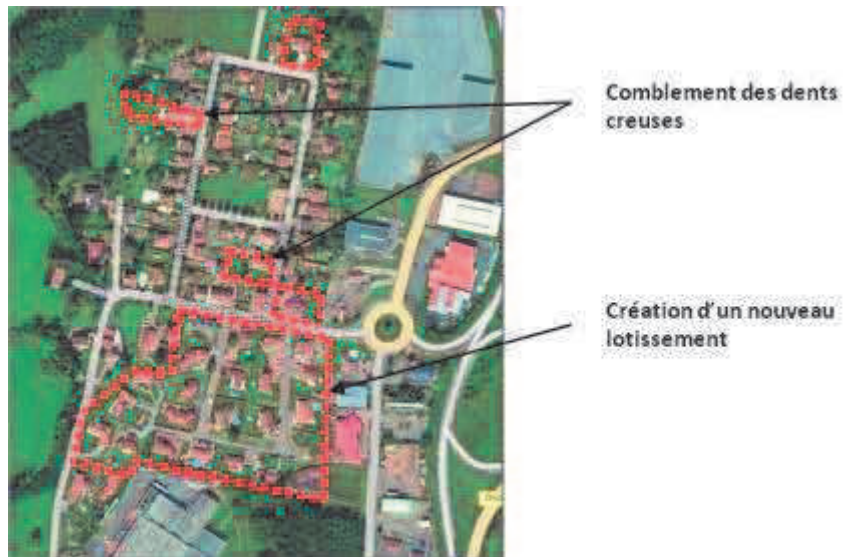 Comblement des dents
creuses
Création d'un nouveau
lotissement